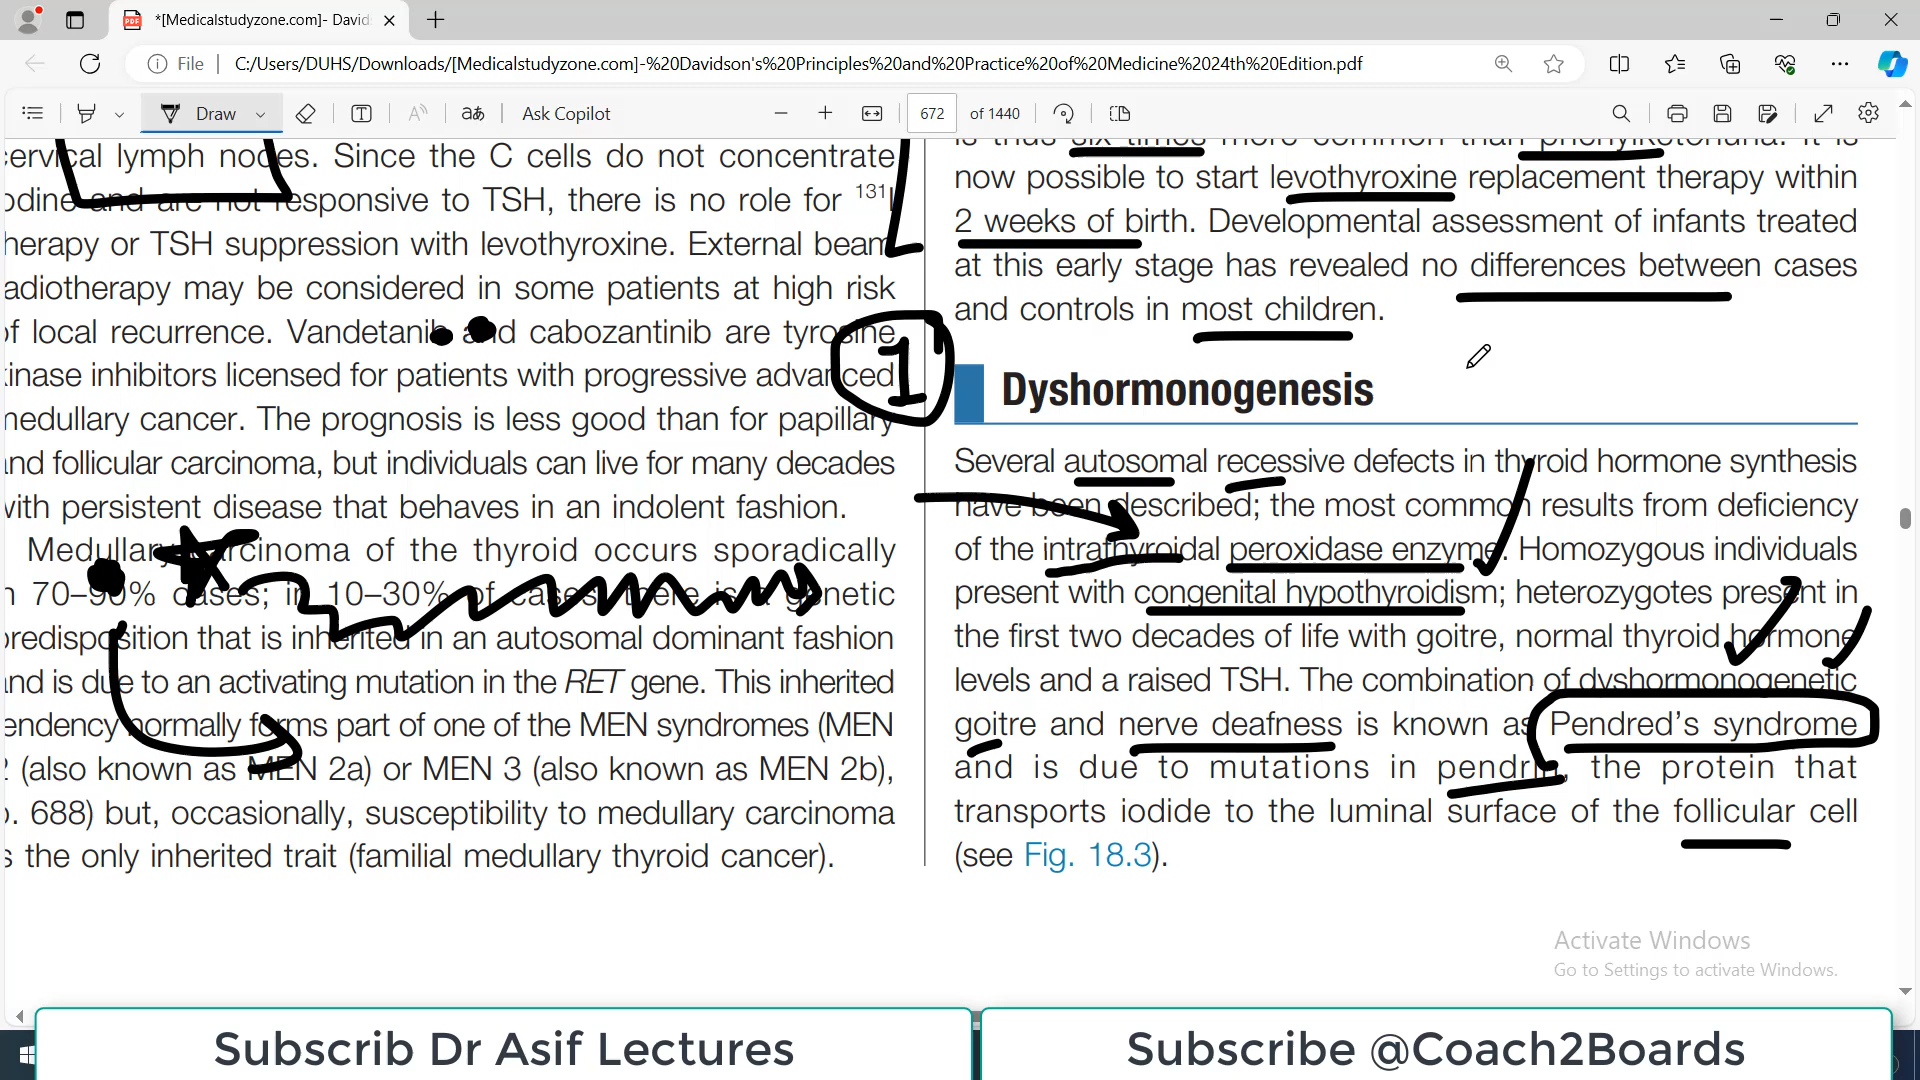 *[Medicalstudyzone.com]- David
File
C:/Users/DUHS/Downloads/[Medicalstudyzone.com]-%20Davidson's%20Principles%20and%20Practice%20of%20Medicine%2024th%20Edition.pdf
Draw
Ask Copilot
672 of 1440
cervical lymph nodes. Since the C cells do not concentrate
odine and are not responsive to TSH, there is no role for 131I
herapy or TSH suppression with levothyroxine. External beam
adiotherapy may be considered in some patients at high risk
of local recurrence. Vandetanib and cabozantinib are tyrosine
kinase inhibitors licensed for patients with progressive advanced
medullary cancer. The prognosis is less good than for papillary
and follicular carcinoma, but individuals can live for many decades
with persistent disease that behaves in an indolent fashion.
Medullary carcinoma of the thyroid occurs sporadically
n 70–90% cases; in 10–30% of cases, there is a genetic
predisposition that is inherited in an autosomal dominant fashion
and is due to an activating mutation in the RET gene. This inherited
tendency normally forms part of one of the MEN syndromes (MEN
2 (also known as MEN 2a) or MEN 3 (also known as MEN 2b),
p. 688) but, occasionally, susceptibility to medullary carcinoma
s the only inherited trait (familial medullary thyroid cancer).
1
is thus six times more common than phenylketonuria. It is
now possible to start levothyroxine replacement therapy within
2 weeks of birth. Developmental assessment of infants treated
at this early stage has revealed no differences between cases
and controls in most children.
Dyshormonogenesis
Several autosomal recessive defects in thyroid hormone synthesis
have been described; the most common results from deficiency
of the intrathyroidal peroxidase enzyme. Homozygous individuals
present with congenital hypothyroidism; heterozygotes present in
the first two decades of life with goitre, normal thyroid hormone
levels and a raised TSH. The combination of dyshormonogenetic
goitre and nerve deafness is known as Pendred's syndrome
and is due to mutations in pendrin, the protein that
transports iodide to the luminal surface of the follicular cell
(see Fig. 18.3).
Activate Windows
Go to Settings to activate Windows.
Subscrib Dr Asif Lectures
Subscribe @Coach2Boards